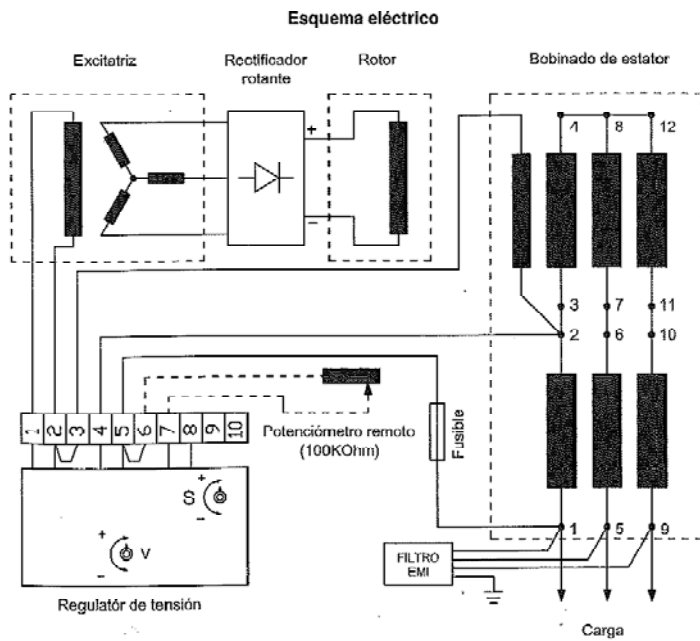 Esquema eléctrico
Excitatriz
Rectificador
rotante
Rotor
Bobinado de estator
+
−
4 8 12
3 7 11
2 6 10
1 2 3 4 5 6 7 8 9 10
Potenciómetro remoto
(100KOhm)
Fusible
+
S
−
+
V
−
1 5 9
FILTRO
EMI
Regulatór de tensión
Carga